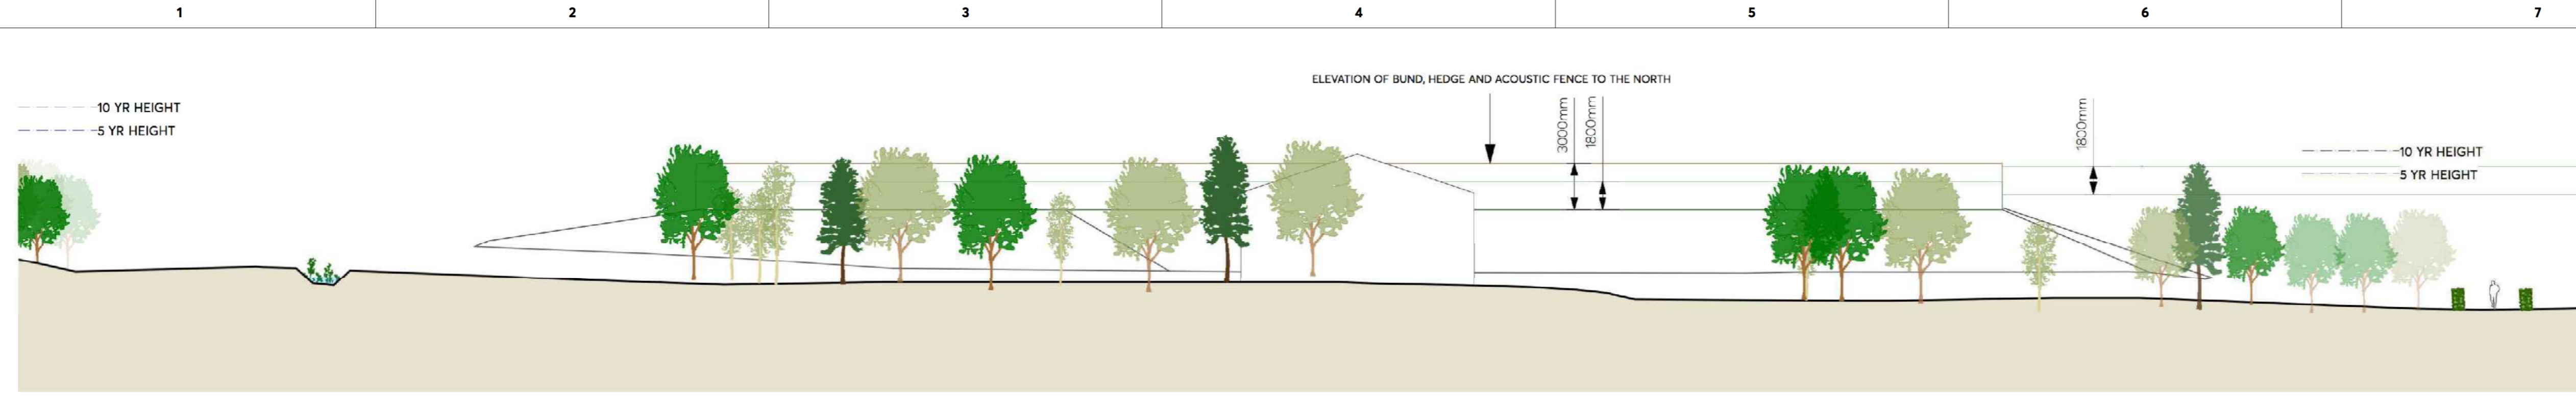 1 2 3 4 5 6 7
ELEVATION OF BUND, HEDGE AND ACOUSTIC FENCE TO THE NORTH
10 YR HEIGHT
5 YR HEIGHT
3000mm
1800mm
1800mm
10 YR HEIGHT
5 YR HEIGHT